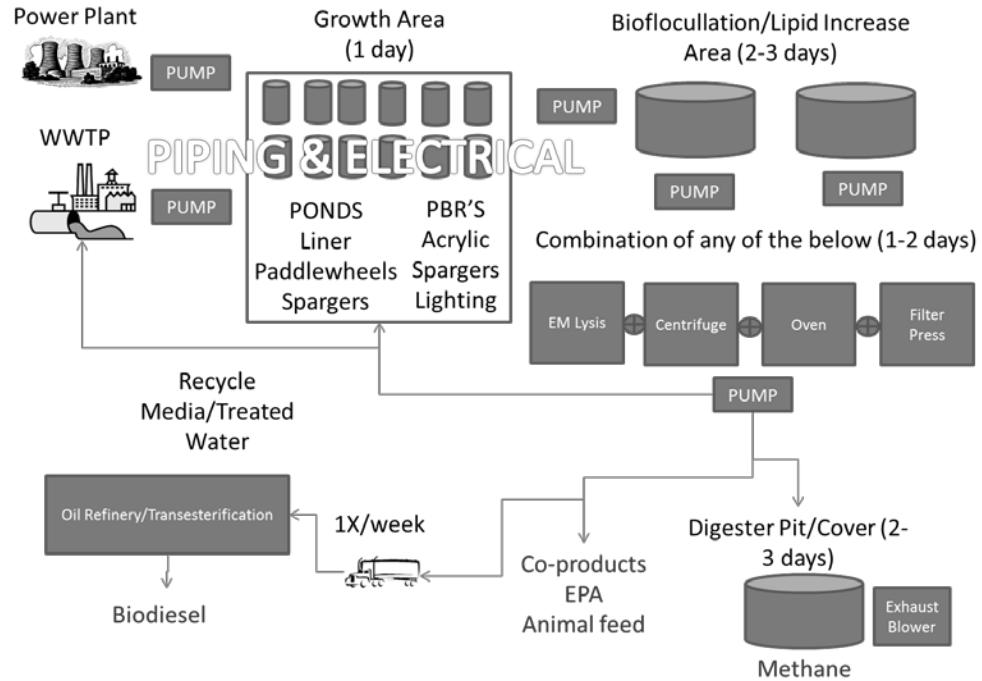 Power Plant
PUMP
WWTP
PUMP
Growth Area
(1 day)
PIPING & ELECTRICAL
PONDS
Liner
Paddlewheels
Spargers
PBR'S
Acrylic
Spargers
Lighting
Bioflocullation/Lipid Increase
Area (2-3 days)
PUMP
PUMP
PUMP
Combination of any of the below (1-2 days)
EM Lysis
Centrifuge
Oven
Filter
Press
PUMP
Recycle
Media/Treated
Water
Oil Refinery/Transesterification
1X/week
Biodiesel
Co-products
EPA
Animal feed
Digester Pit/Cover (2-
3 days)
Exhaust
Blower
Methane